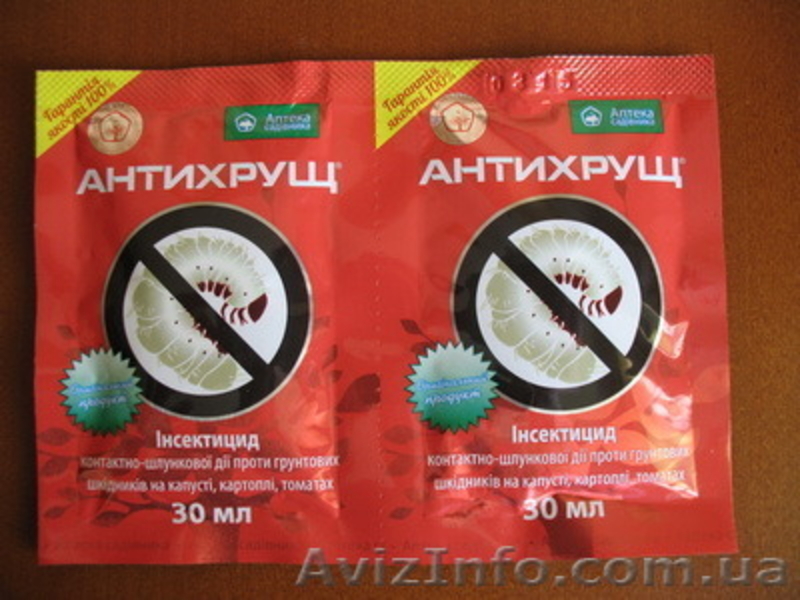 Гарантія
якості 100%
Аптека
садівника
АНТИХРУЩ®
Інсектицид
контактно-шлункової дії проти грунтових
шкідників на капусті, картоплі, томатах
30 мл
Гарантія
якості 100%
0815
Аптека
садівника
АНТИХРУЩ®
продукт
Інсектицид
контактно-шлункової дії проти грунтових
шкідників на капусті, картоплі, томатах
30 мл
AvizInfo.com.ua